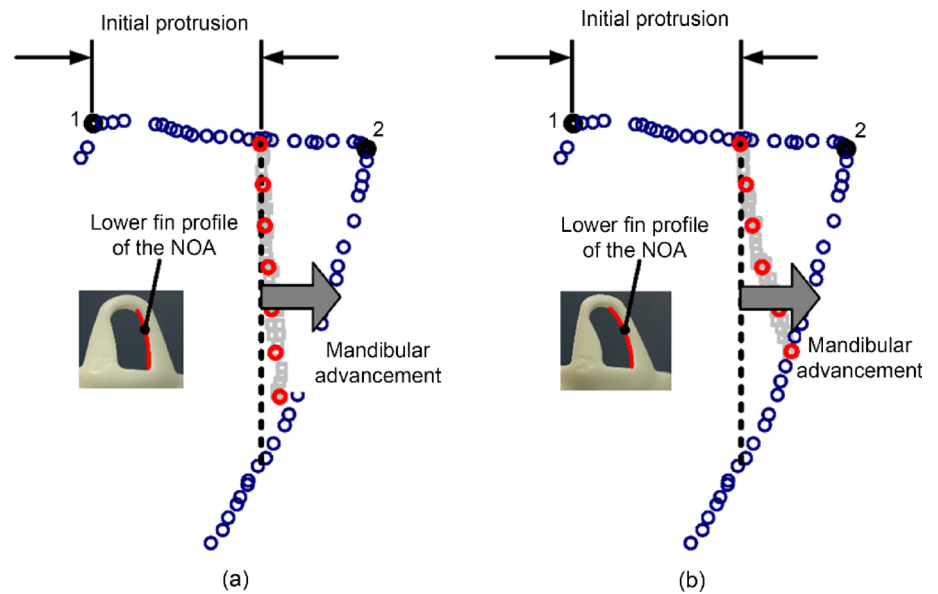 Initial protrusion
1
2
Lower fin profile
of the NOA
Mandibular
advancement
(a)
Initial protrusion
1
2
Lower fin profile
of the NOA
Mandibular
advancement
(b)